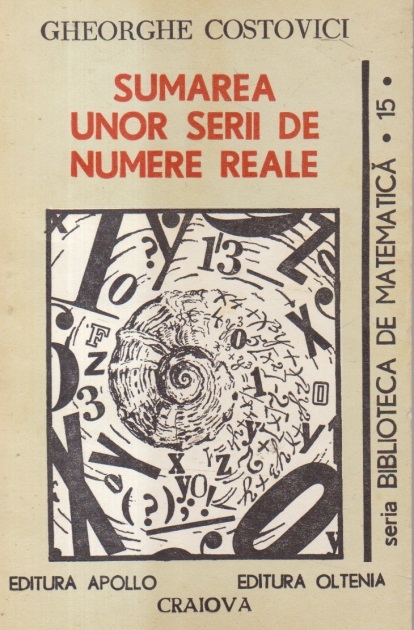 GHEORGHE COSTOVICI
SUMAREA
UNOR SERII DE
NUMERE REALE
seria BIBLIOTECA DE MATEMATICĂ • 15 •
EDITURA APOLLO EDITURA OLTENIA
CRAIOVA